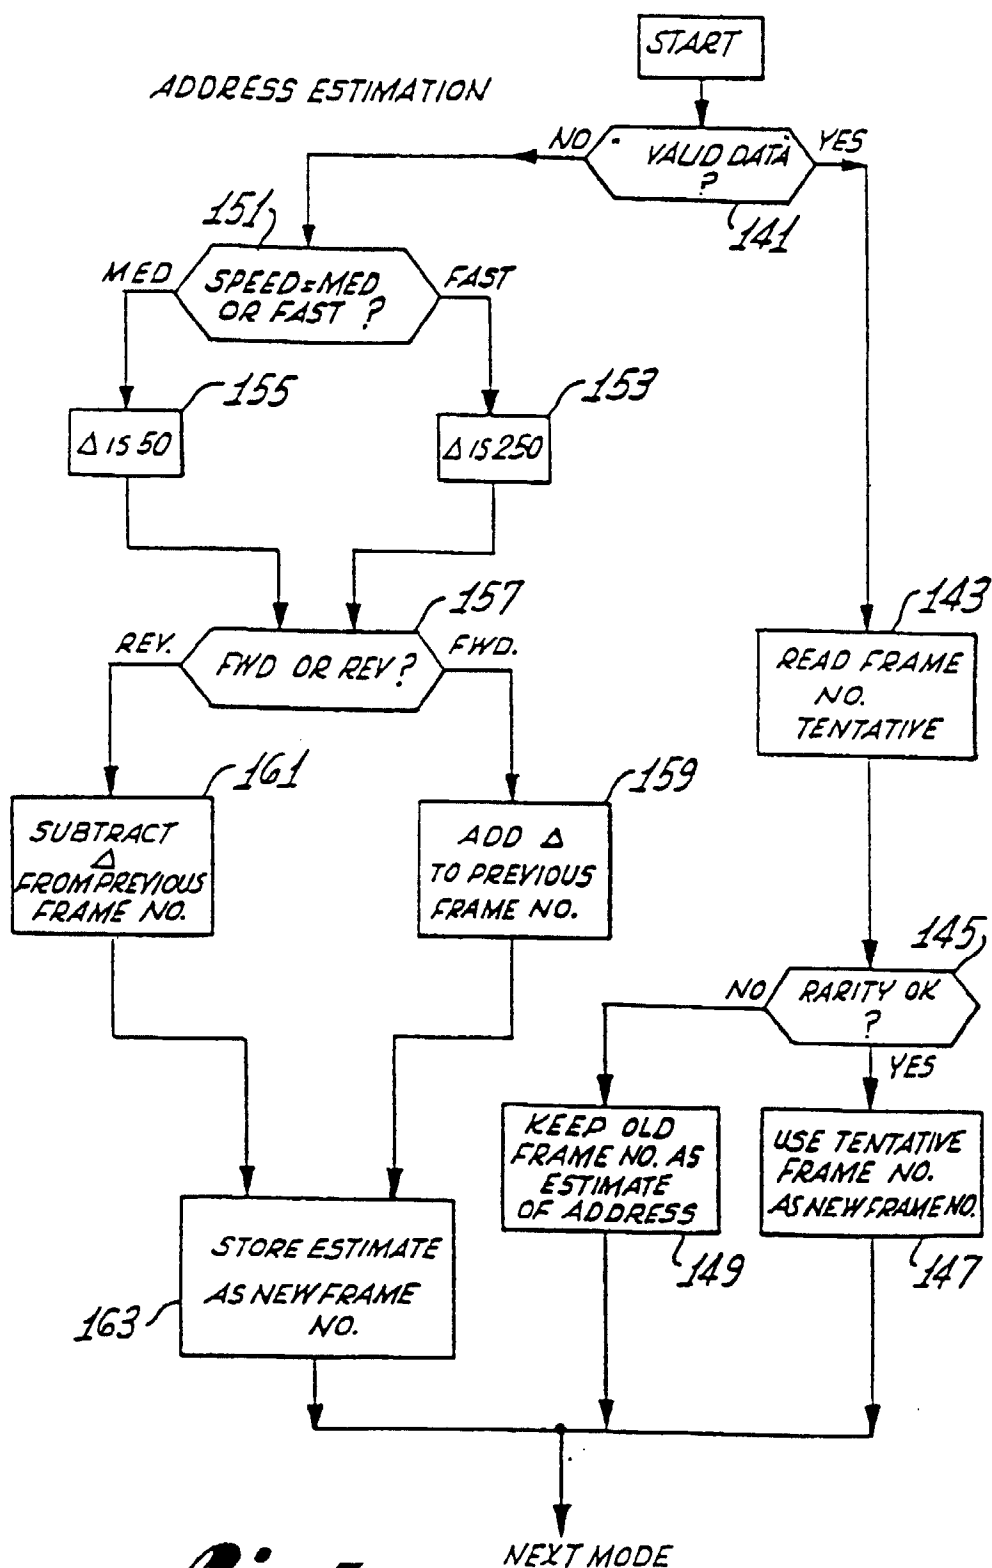 START
ADDRESS ESTIMATION
NO
VALID DATA
?
YES
141
151
MED
SPEED=MED
OR FAST ?
FAST
155
153
Δ IS 50
Δ IS 250
157
REV.
FWD OR REV?
FWD.
143
READ FRAME
NO.
TENTATIVE
161
159
SUBTRACT
Δ
FROM PREVIOUS
FRAME NO.
ADD Δ
TO PREVIOUS
FRAME NO.
145
NO
RARITY OK
?
YES
KEEP OLD
FRAME NO. AS
ESTIMATE
OF ADDRESS
149
USE TENTATIVE
FRAME NO.
AS NEW FRAME NO.
147
STORE ESTIMATE
AS NEW FRAME
NO.
163
NEXT MODE